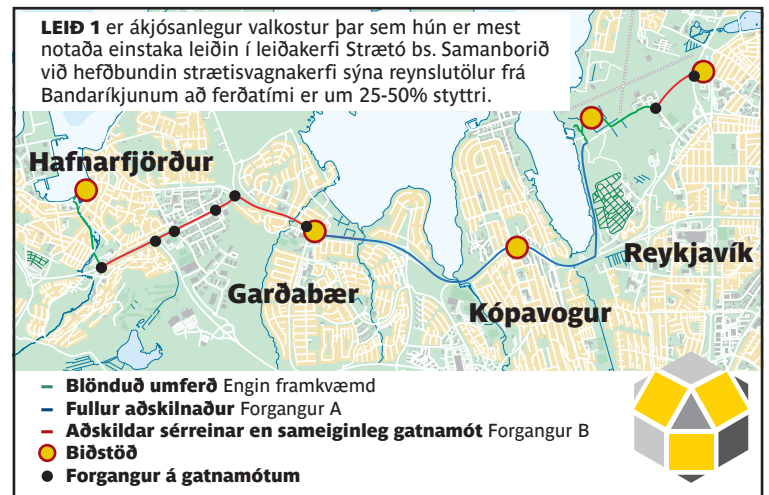 LEIÐ 1 er ákjósanlegur valkostur þar sem hún er mest
notaða einstaka leiðin í leiðakerfi Strætó bs. Samanborið
við hefðbundin strætisvagnakerfi sýna reynslutölur frá
Bandaríkjunum að ferðatími er um 25-50% styttri.
Hafnarfjörður
Garðabær
Kópavogur
Reykjavík
Blönduð umferð Engin framkvæmd
Fullur aðskilnaður Forgangur A
Aðskildar sérreinar en sameiginleg gatnamót Forgangur B
Biðstöð
Forgangur á gatnamótum